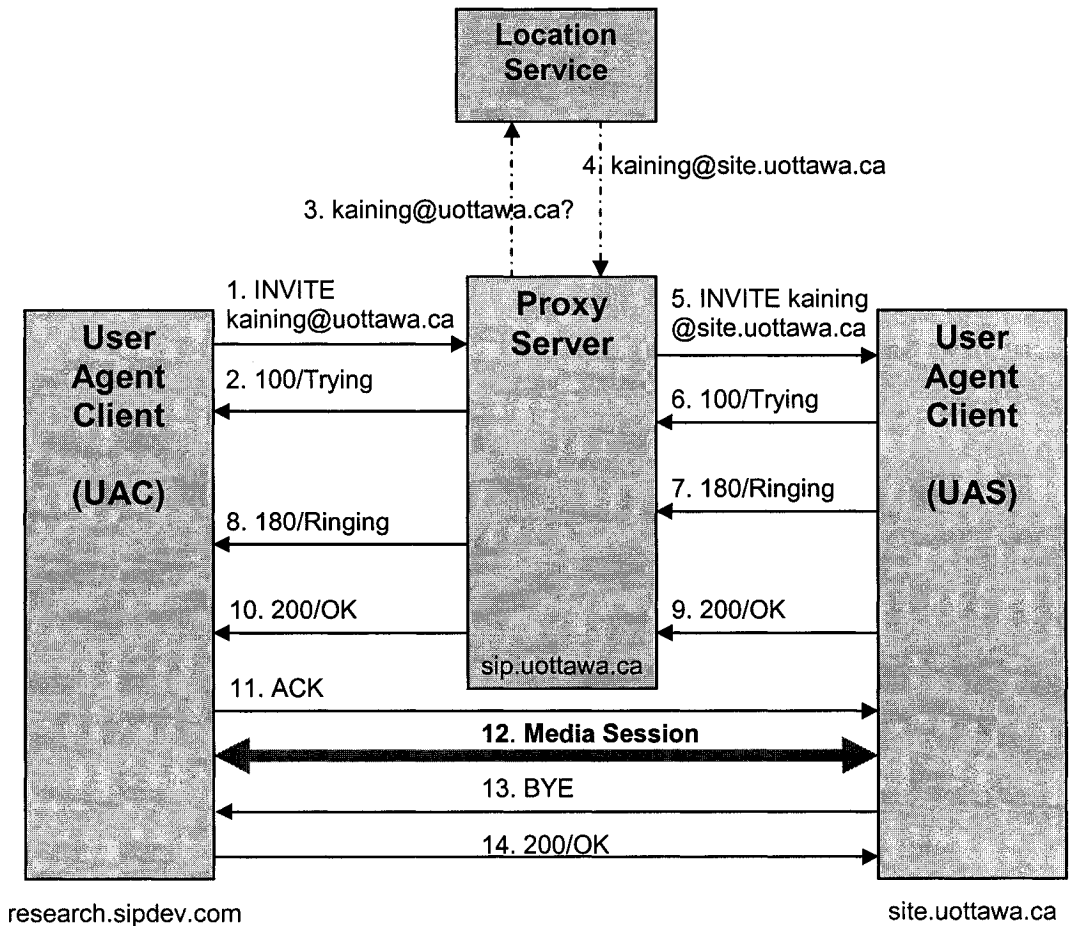 Location
Service
4. kaining@site.uottawa.ca
3. kaining@uottawa.ca?
1. INVITE
kaining@uottawa.ca
Proxy
Server
5. INVITE kaining
@site.uottawa.ca
User
Agent
Client
(UAC)
User
Agent
Client
(UAS)
2. 100/Trying
6. 100/Trying
7. 180/Ringing
8. 180/Ringing
10. 200/OK
9. 200/OK
sip.uottawa.ca
11. ACK
12. Media Session
13. BYE
14. 200/OK
research.sipdev.com
site.uottawa.ca